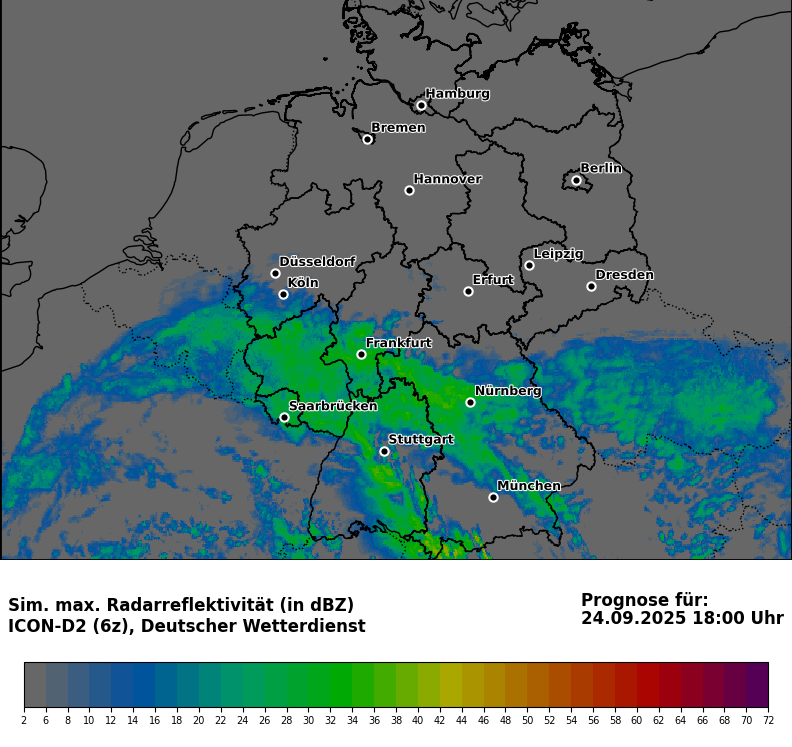 Hamburg
Bremen
Berlin
Hannover
Leipzig
Düsseldorf
Dresden
Köln
Erfurt
Frankfurt
Nürnberg
Saarbrücken
Stuttgart
München
Sim. max. Radarreflektivität (in dBZ)
ICON-D2 (6z), Deutscher Wetterdienst
Prognose für:
24.09.2025 18:00 Uhr
2 6 8 10 12 14 16 18 20 22 24 26 28 30 32 34 36 38 40 42 44 46 48 50 52 54 56 58 60 62 64 66 68 70 72